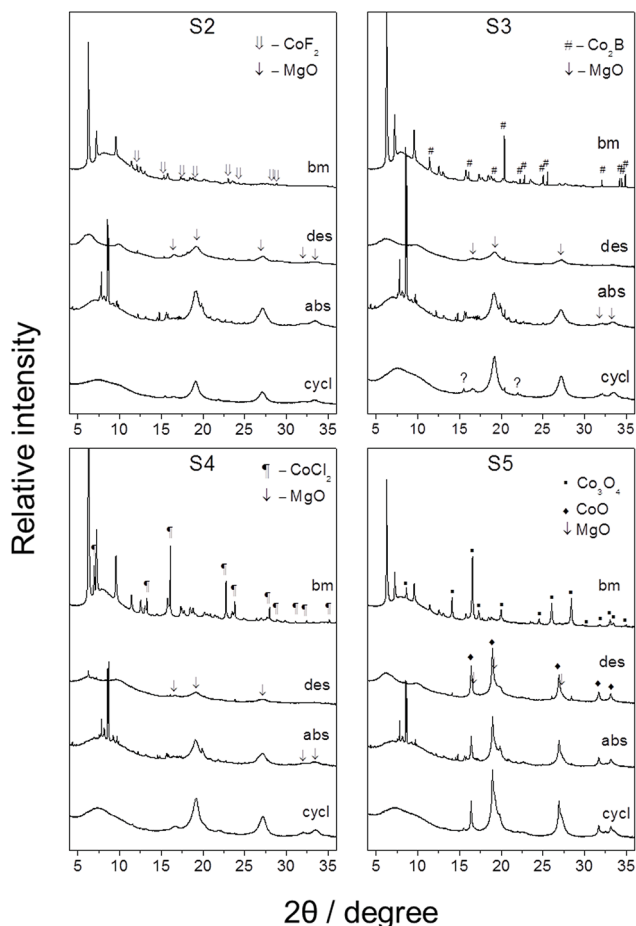 S2
⇓ – CoF₂
↓ – MgO
bm
des
abs
cycl
5 10 15 20 25 30 35
S3
# – Co₂B
↓ – MgO
# # # # # # # # # # #
bm
des
abs
? ?
cycl
5 10 15 20 25 30 35
Relative intensity
S4
¶ – CoCl₂
↓ – MgO
¶ ¶ ¶ ¶ ¶ ¶ ¶ ¶ ¶ ¶
bm
des
abs
cycl
5 10 15 20 25 30 35
S5
▪ Co₃O₄
♦ CoO
↓ MgO
bm
des
abs
cycl
5 10 15 20 25 30 35
2θ / degree